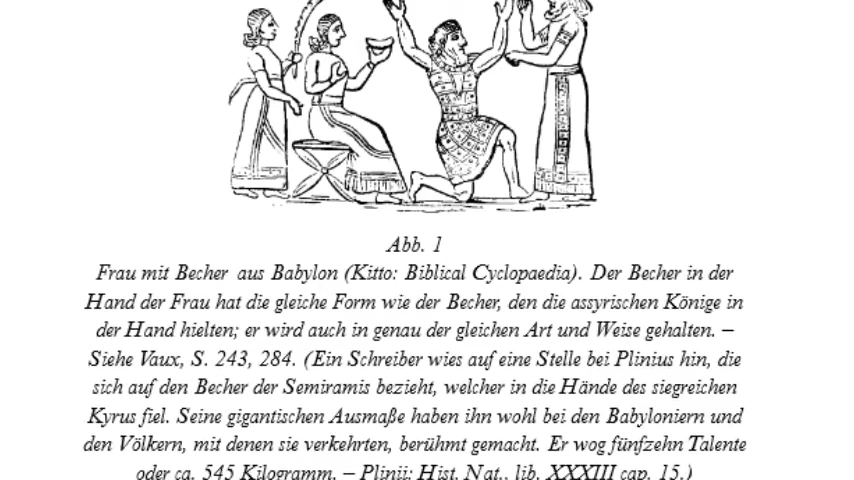 Abb. 1
Frau mit Becher aus Babylon (Kitto: Biblical Cyclopaedia). Der Becher in der
Hand der Frau hat die gleiche Form wie der Becher, den die assyrischen Könige in
der Hand hielten; er wird auch in genau der gleichen Art und Weise gehalten. –
Siehe Vaux, S. 243, 284. (Ein Schreiber wies auf eine Stelle bei Plinius hin, die
sich auf den Becher der Semiramis bezieht, welcher in die Hände des siegreichen
Kyrus fiel. Seine gigantischen Ausmaße haben ihn wohl bei den Babyloniern und
den Völkern, mit denen sie verkehrten, berühmt gemacht. Er wog fünfzehn Talente
oder ca. 545 Kilogramm. – Plinii: Hist. Nat., lib. XXXIII cap. 15.)